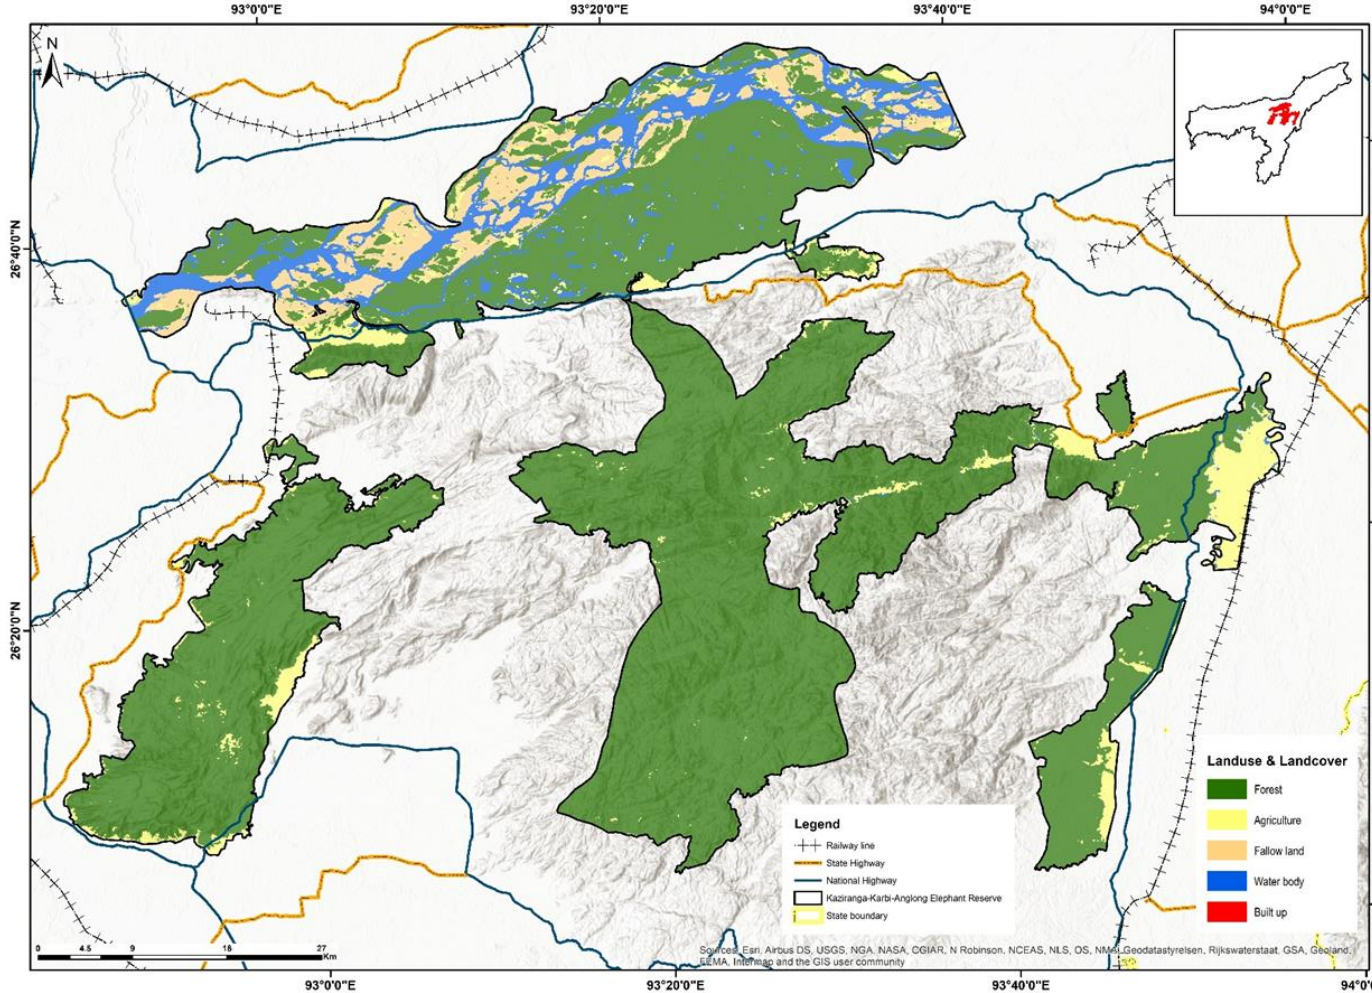 93°0'0"E
93°20'0"E
93°40'0"E
94°0'0"E
N
26°40'0"N
26°20'0"N
Landuse & Landcover
Forest
Agriculture
Fallow land
Water body
Built up
Legend
Railway line
State Highway
National Highway
Kaziranga-Karbi-Anglong Elephant Reserve
State boundary
0 4.5 9 18 27
Km
Sources: Esri, Airbus DS, USGS, NGA, NASA, CGIAR, N Robinson, NCEAS, NLS, OS, NMA, Geodatastyrelsen, Rijkswaterstaat, GSA, Geoland,
FEMA, Intermap and the GIS user community
93°0'0"E
93°20'0"E
93°40'0"E